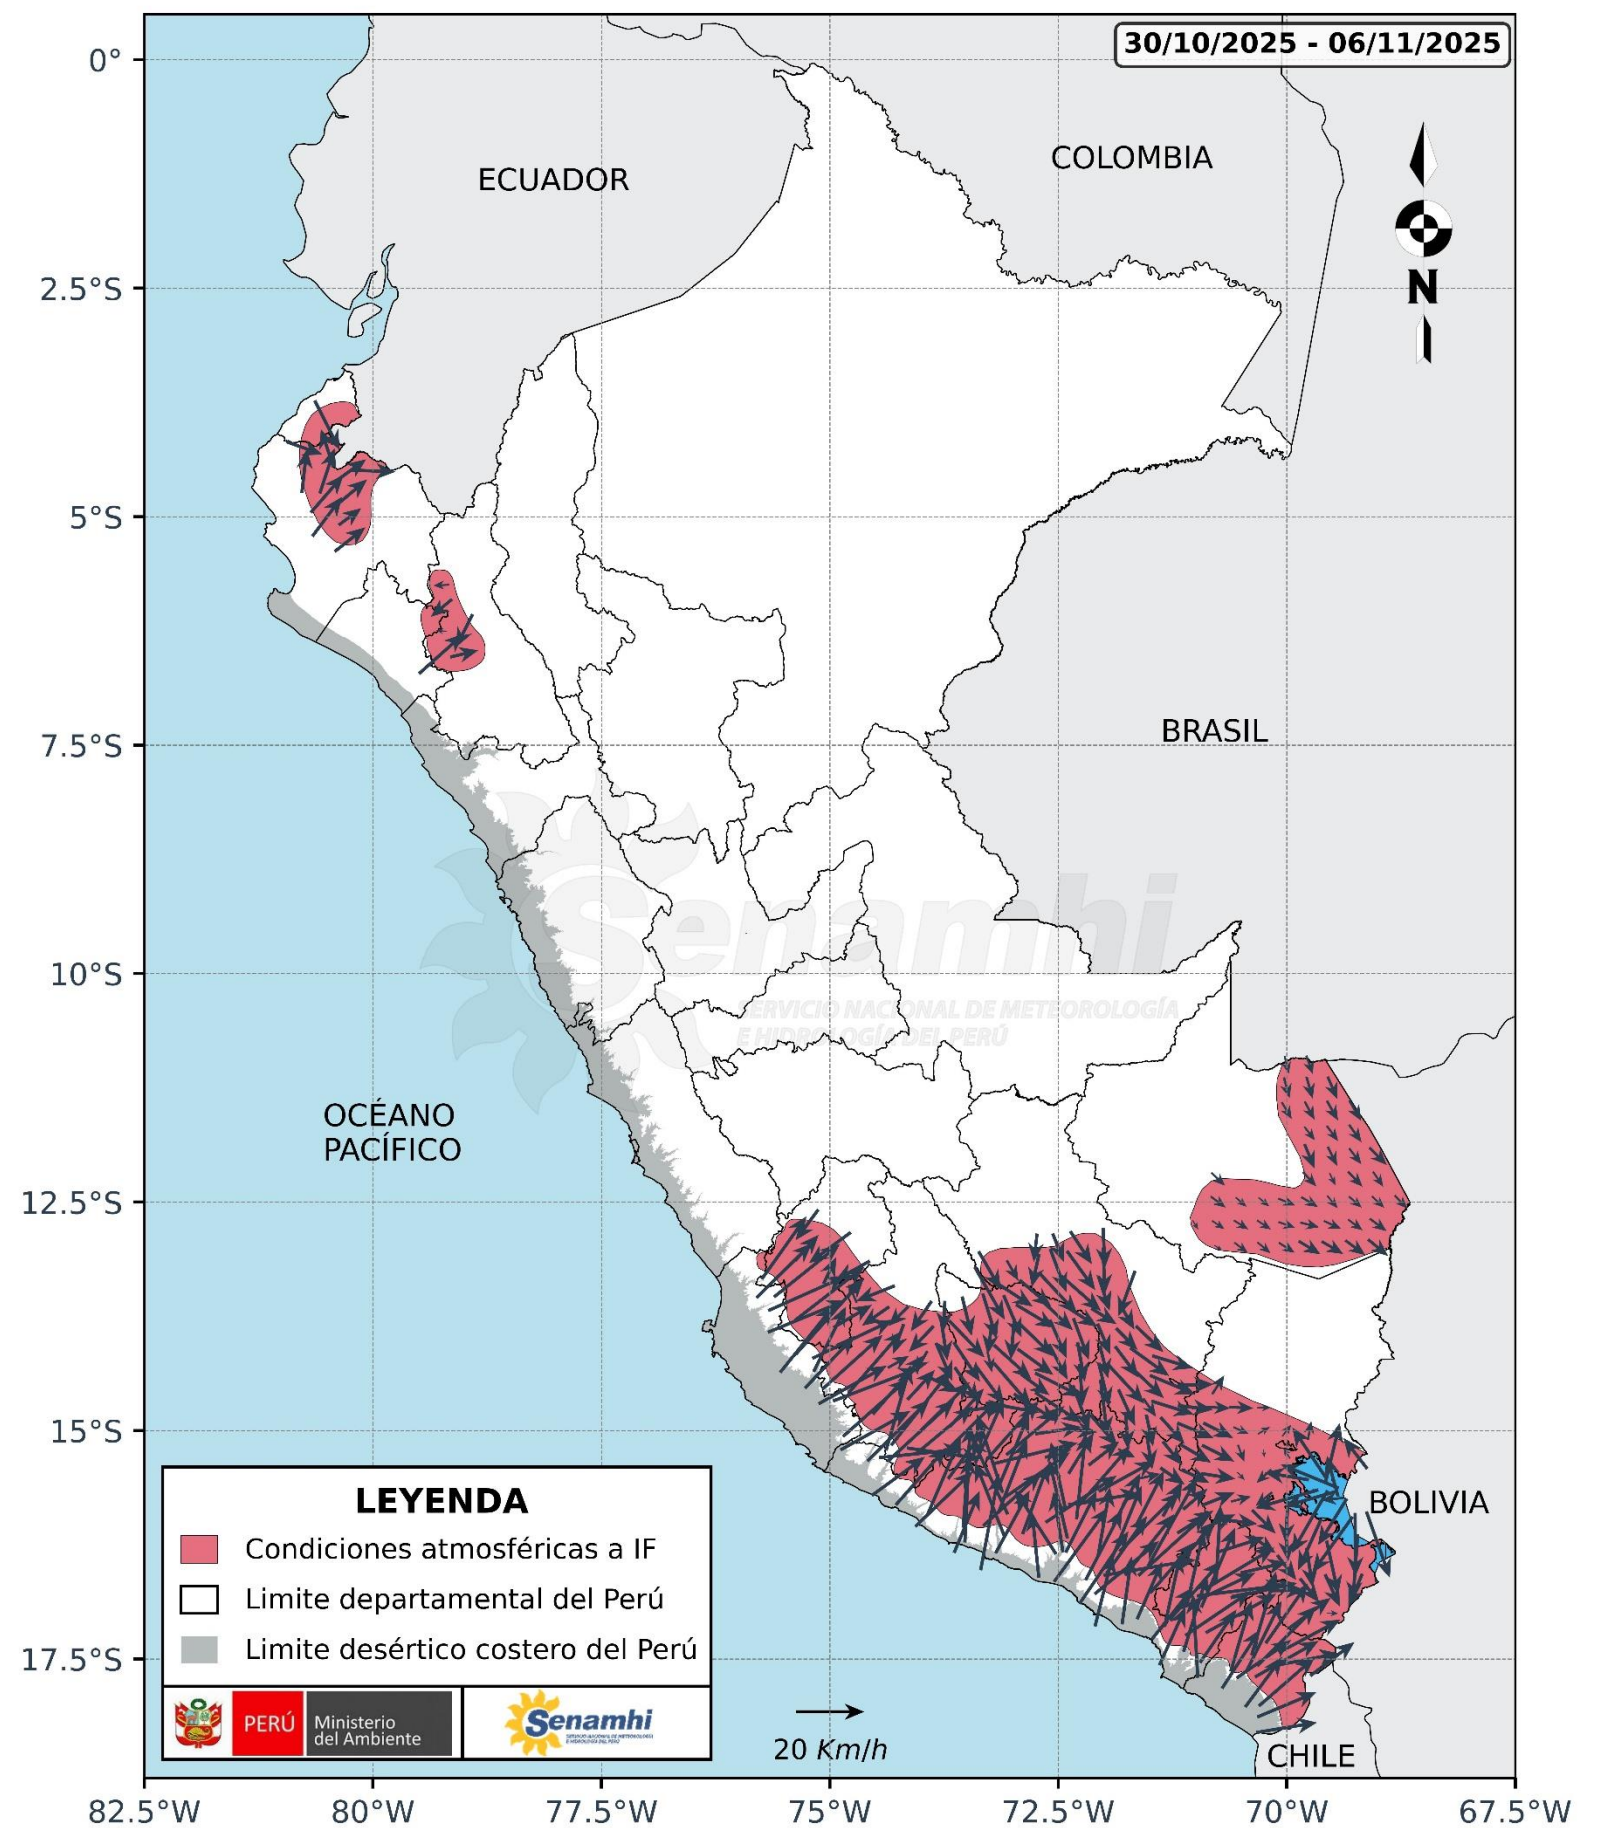 30/10/2025 - 06/11/2025
0°
2.5°S
5°S
7.5°S
10°S
12.5°S
15°S
17.5°S
ECUADOR
COLOMBIA
N
BRASIL
Senamhi
SERVICIO NACIONAL DE METEOROLOGÍA
E HIDROLOGÍA DEL PERÚ
OCÉANO
PACÍFICO
BOLIVIA
CHILE
LEYENDA
Condiciones atmosféricas a IF
Limite departamental del Perú
Limite desértico costero del Perú
PERÚ
Ministerio
del Ambiente
Senamhi
20 Km/h
82.5°W
80°W
77.5°W
75°W
72.5°W
70°W
67.5°W